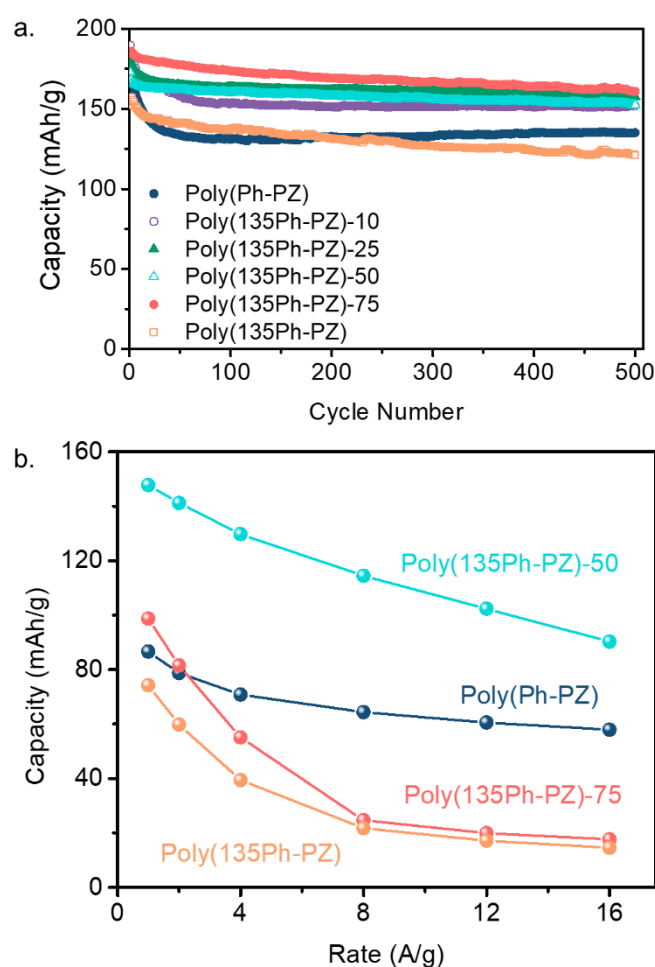 a.
200
150
100
50
0
Capacity (mAh/g)
Poly(Ph-PZ)
Poly(135Ph-PZ)-10
Poly(135Ph-PZ)-25
Poly(135Ph-PZ)-50
Poly(135Ph-PZ)-75
Poly(135Ph-PZ)
0 100 200 300 400 500
Cycle Number
b.
160
120
80
40
0
Capacity (mAh/g)
Poly(135Ph-PZ)-50
Poly(Ph-PZ)
Poly(135Ph-PZ)-75
Poly(135Ph-PZ)
0 4 8 12 16
Rate (A/g)